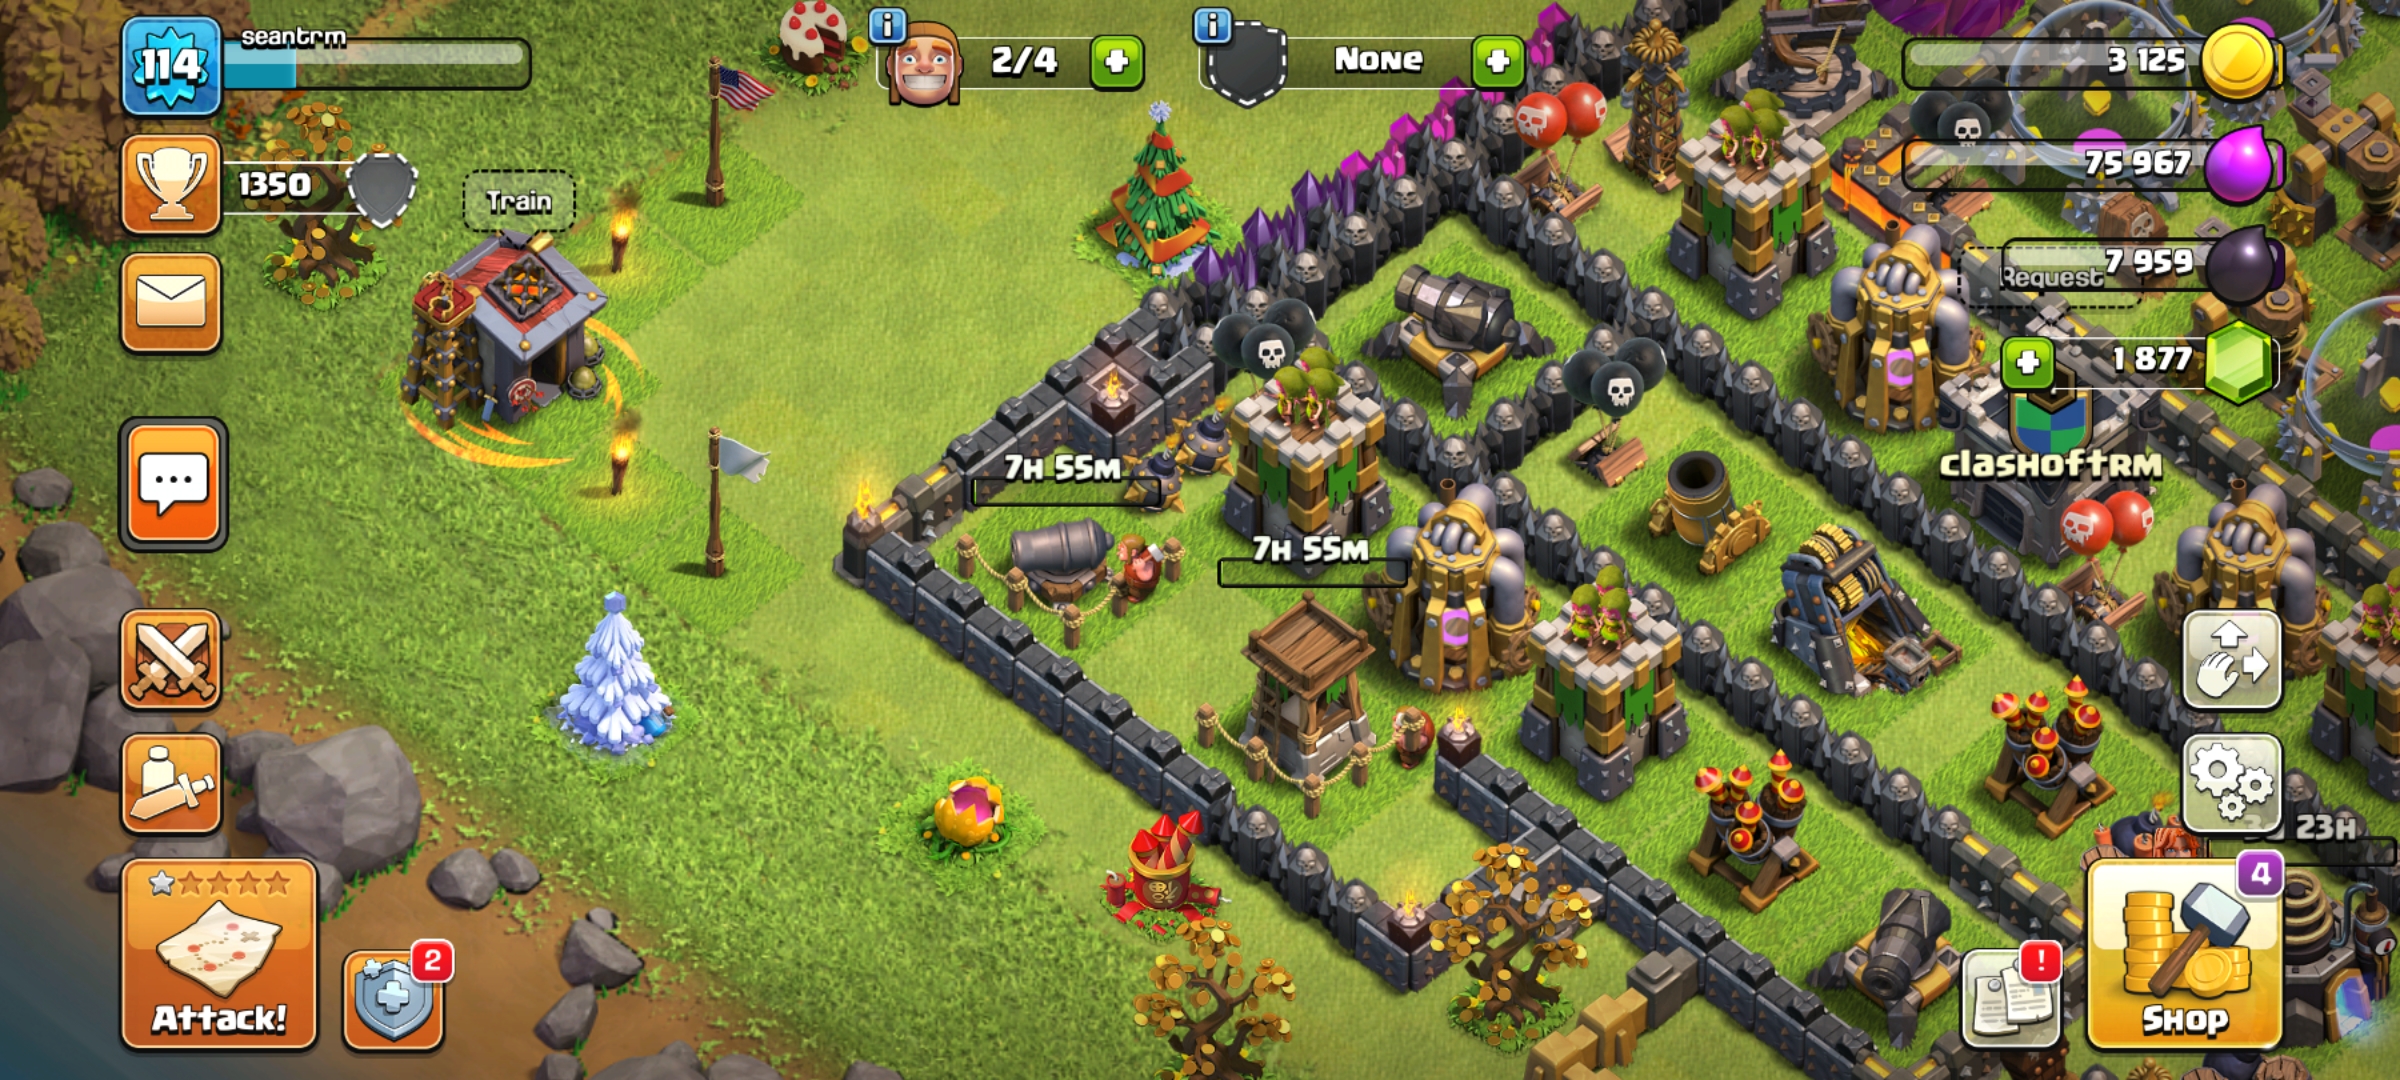 114
seantrm
2/4
None
3 125
1350
Train
75 967
Request
7 959
1 877
clashoftrm
7H 55M
7H 55M
23H
4
2
!
Attack!
Shop